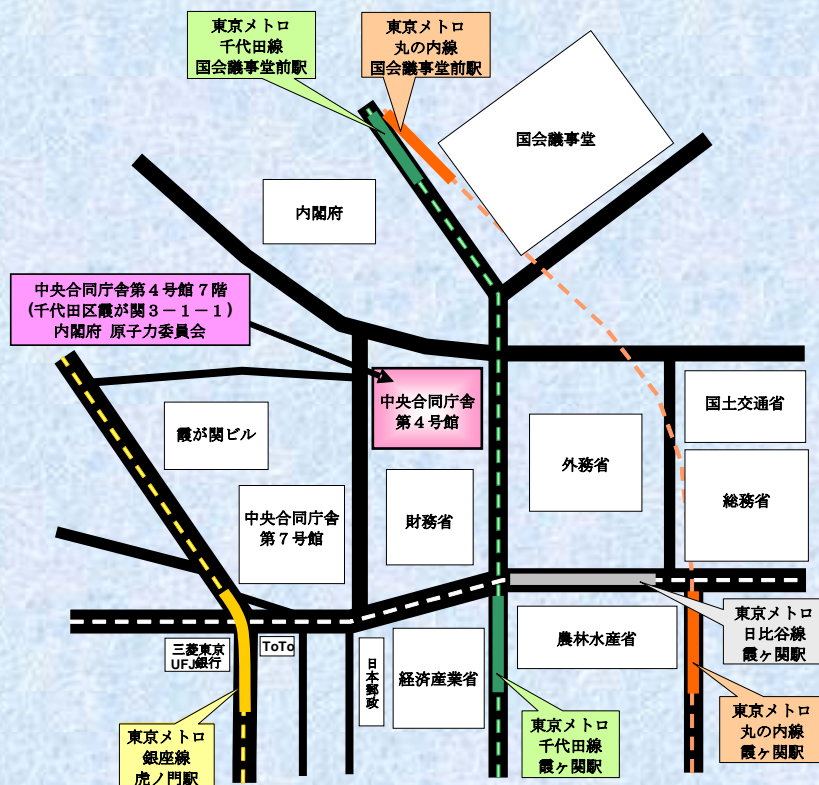 東京メトロ
千代田線
国会議事堂前駅
東京メトロ
丸の内線
国会議事堂前駅
国会議事堂
内閣府
中央合同庁舎第４号館７階
(千代田区霞が関３－１－１)
内閣府 原子力委員会
中央合同庁舎
第４号館
国土交通省
霞が関ビル
外務省
総務省
中央合同庁舎
第７号館
財務省
東京メトロ
日比谷線
霞ヶ関駅
農林水産省
三菱東京
UFJ銀行
ToTo
日本郵政
経済産業省
東京メトロ
千代田線
霞ヶ関駅
東京メトロ
丸の内線
霞ヶ関駅
東京メトロ
銀座線
虎ノ門駅